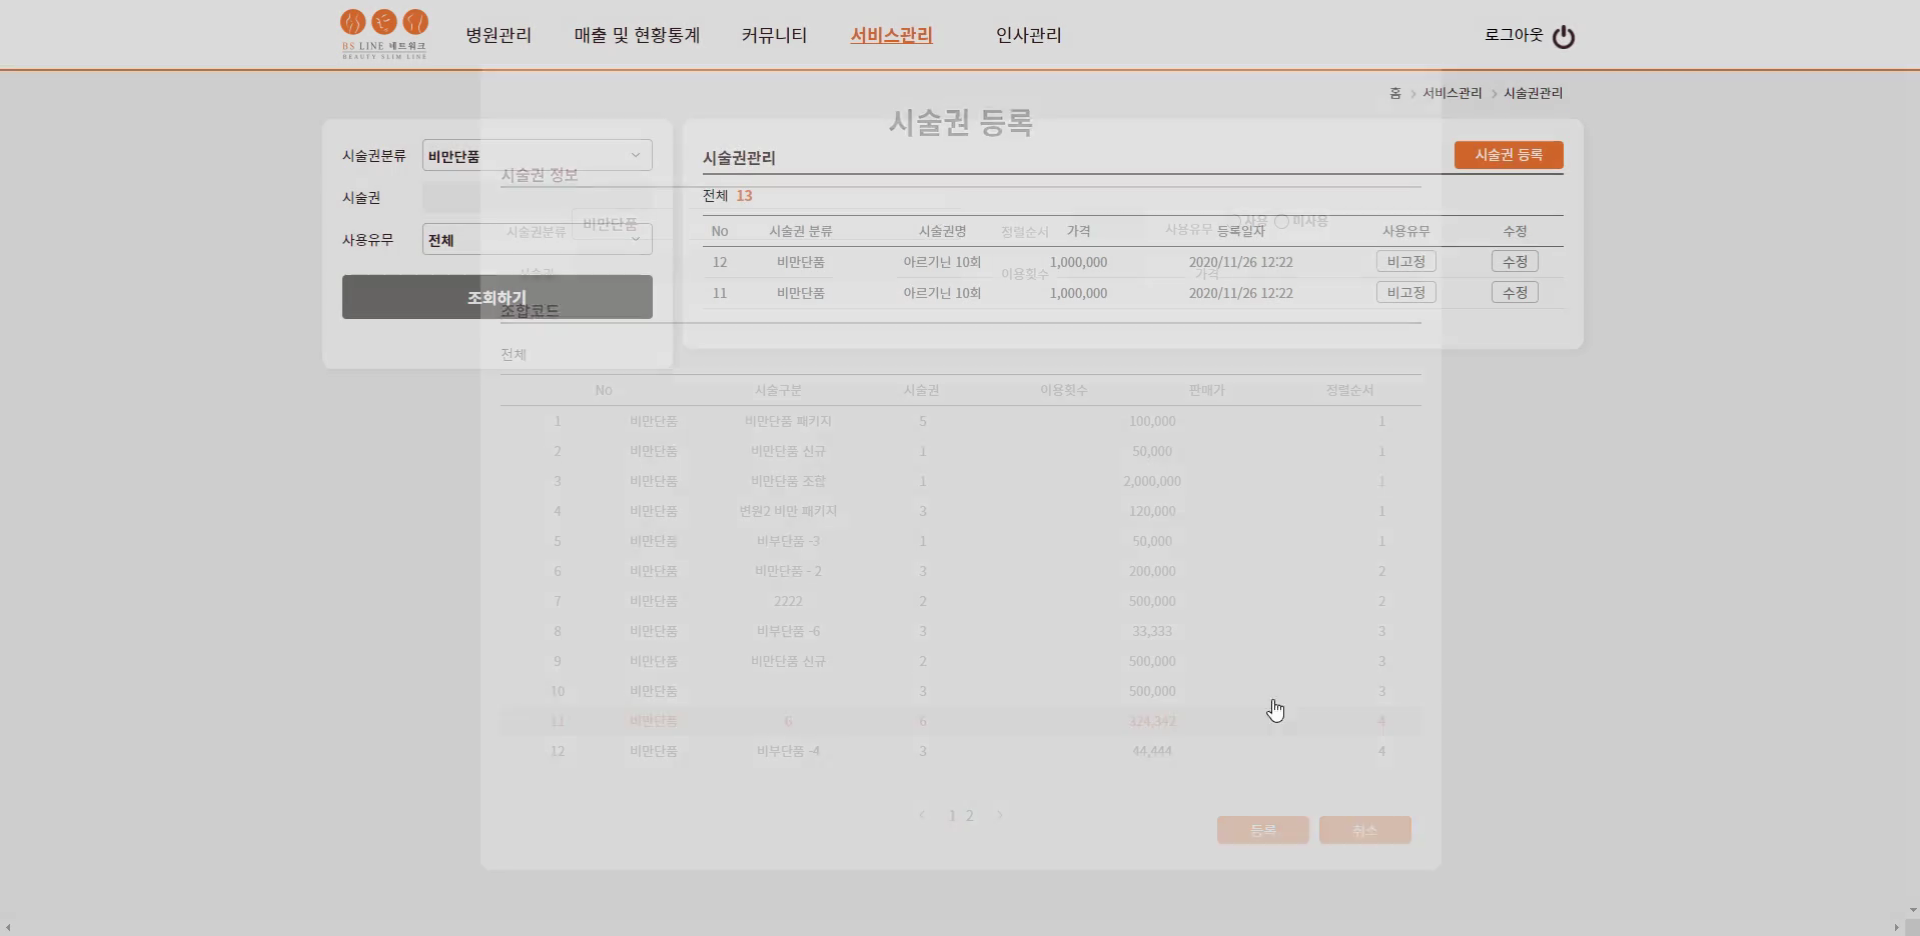 BS LINE 네트워크
BEAUTY SLIM LINE
병원관리 매출 및 현황통계 커뮤니티 서비스관리 인사관리 로그아웃
홈 > 서비스관리 > 시술권관리
시술권 등록
시술권분류 비만단품
시술권
사용유무 전체
조회하기
시술권관리 시술권 등록
전체 13
No 시술권 분류 시술권명 가격 등록일자 사용유무 수정
12 비만단품 아르기닌 10회 1,000,000 2020/11/26 12:22 비고정 수정
11 비만단품 아르기닌 10회 1,000,000 2020/11/26 12:22 비고정 수정
시술권 정보
시술권분류 비만단품 정렬순서 사용유무 사용 미사용
시술권 이용횟수 가격
조합코드
전체
No 시술구분 시술권 이용횟수 판매가 정렬순서
1 비만단품 비만단품 패키지 5 100,000 1
2 비만단품 비만단품 신규 1 50,000 1
3 비만단품 비만단품 조합 1 2,000,000 1
4 비만단품 변원2 비만 패키지 3 120,000 1
5 비만단품 비부단품 -3 1 50,000 1
6 비만단품 비만단품 - 2 3 200,000 2
7 비만단품 2222 2 500,000 2
8 비만단품 비부단품 -6 3 33,333 3
9 비만단품 비만단품 신규 2 500,000 3
10 비만단품 3 500,000 3
11 비만단품 6 6 324,342 4
12 비만단품 비부단품 -4 3 44,444 4
< 1 2 >
등록 취소